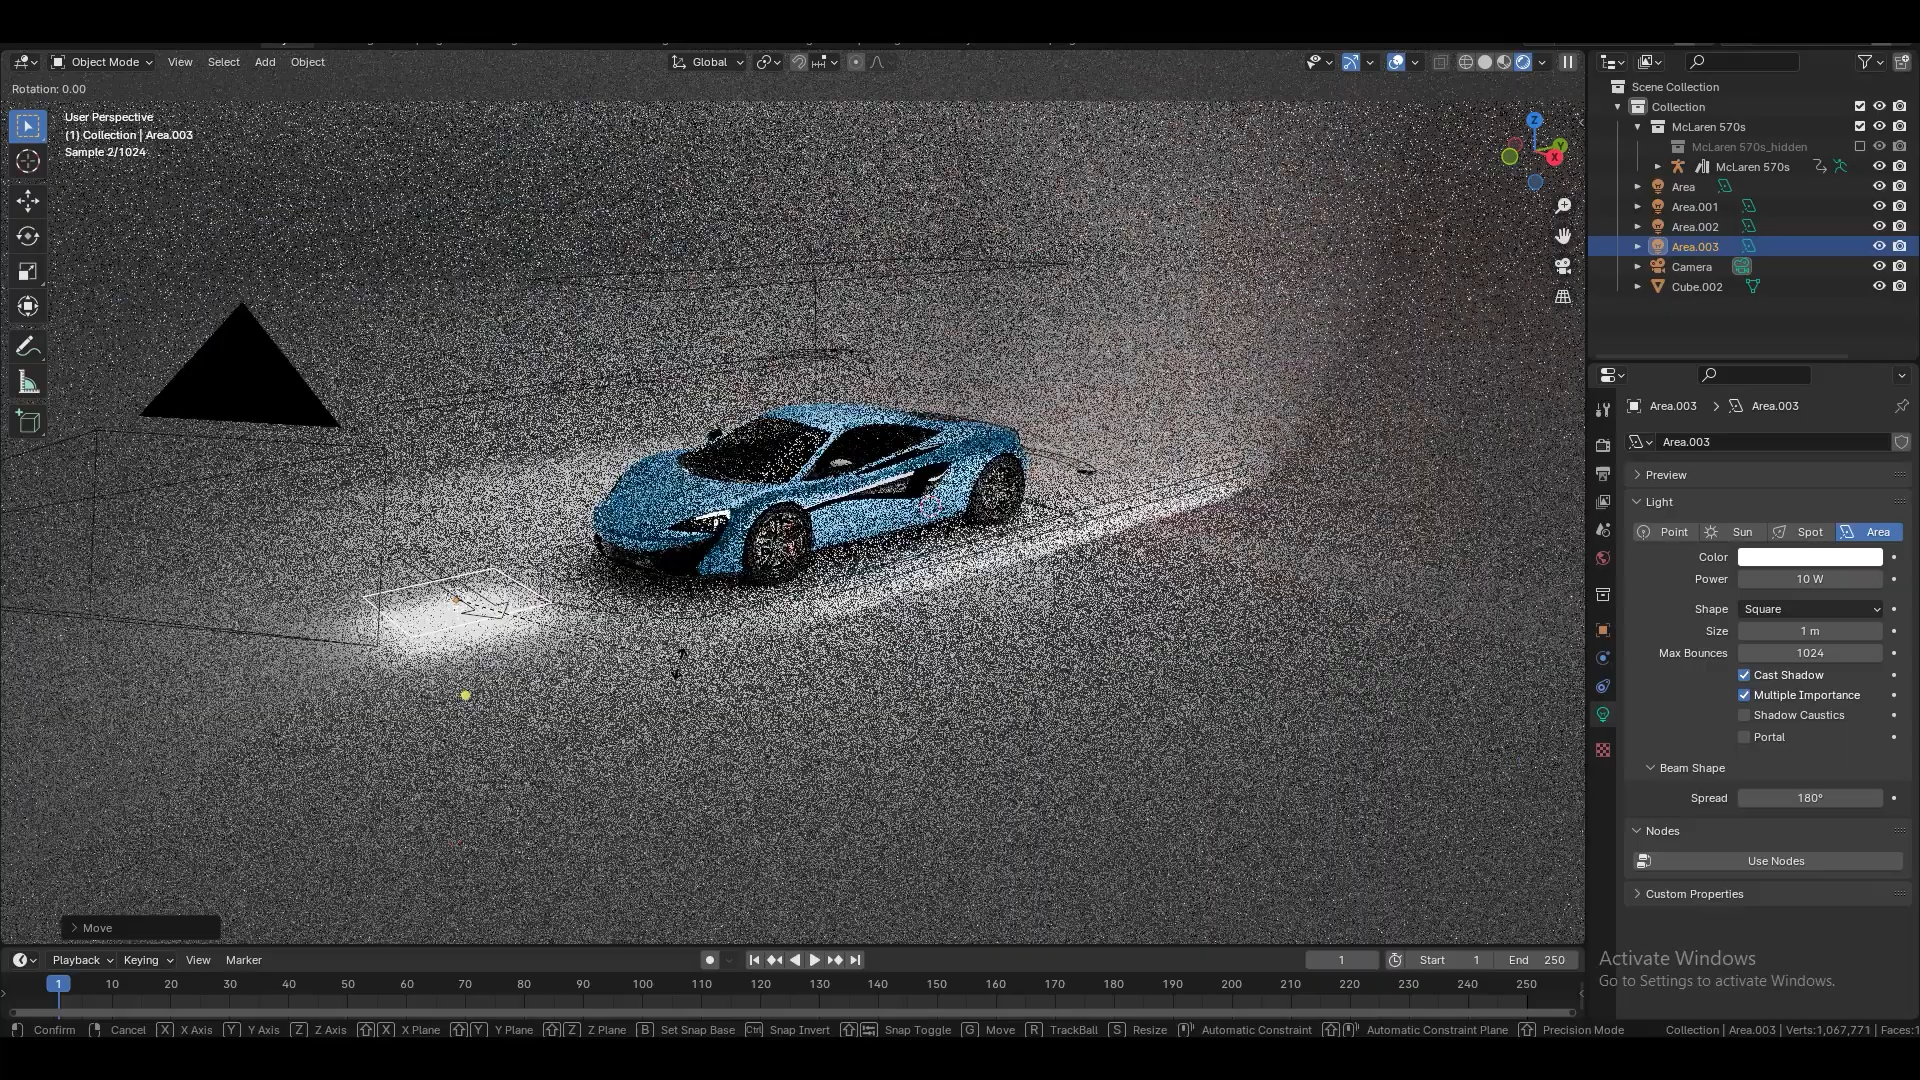 Object Mode View Select Add Object Global
Rotation: 0.00
User Perspective
(1) Collection | Area.003
Sample 2/1024
Z
Y
X
Move
Scene Collection
Collection
McLaren 570s
McLaren 570s_hidden
McLaren 570s
Area
Area.001
Area.002
Area.003
Camera
Cube.002
Area.003 > Area.003
Area.003
Preview
Light
Point Sun Spot Area
Color
Power 10 W
Shape Square
Size 1 m
Max Bounces 1024
Cast Shadow
Multiple Importance
Shadow Caustics
Portal
Beam Shape
Spread 180°
Nodes
Use Nodes
Custom Properties
Activate Windows
Go to Settings to activate Windows.
Playback Keying View Marker 1 Start 1 End 250
1 10 20 30 40 50 60 70 80 90 100 110 120 130 140 150 160 170 180 190 200 210 220 230 240 250
Confirm Cancel X X Axis Y Y Axis Z Z Axis X X Plane Y Y Plane Z Z Plane B Set Snap Base Ctrl Snap Invert Snap Toggle G Move R TrackBall S Resize Automatic Constraint Automatic Constraint Plane Precision Mode Collection | Area.003 | Verts:1,067,771 | Faces:1